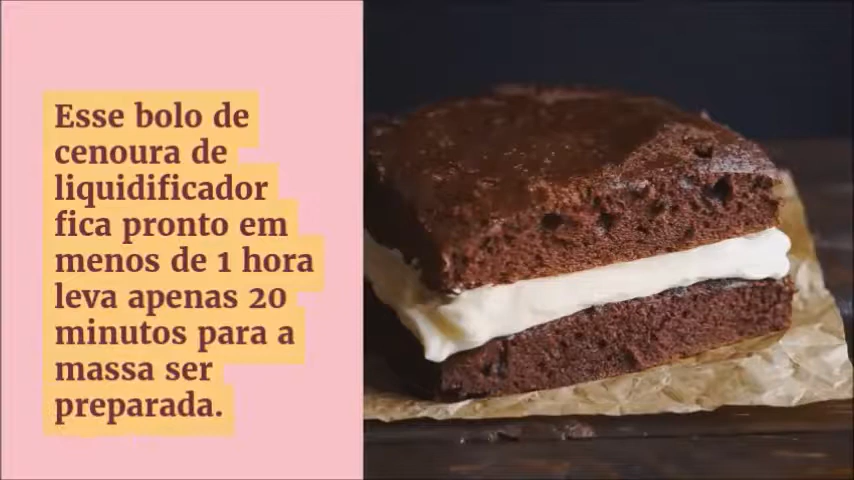 Esse bolo de
cenoura de
liquidificador
fica pronto em
menos de 1 hora
leva apenas 20
minutos para a
massa ser
preparada.